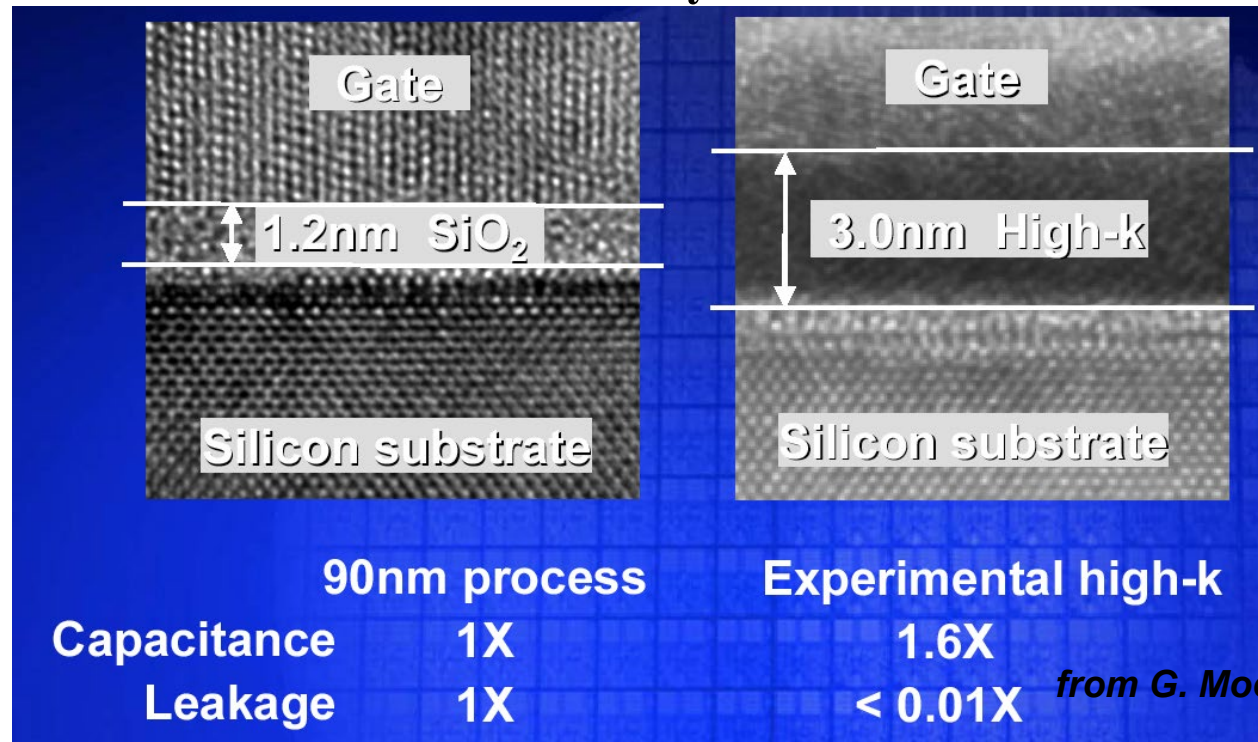 Gate
Gate
1.2nm SiO₂
3.0nm High-k
Silicon substrate
Silicon substrate
90nm process Experimental high-k
Capacitance 1X 1.6X
Leakage 1X < 0.01X
from G.